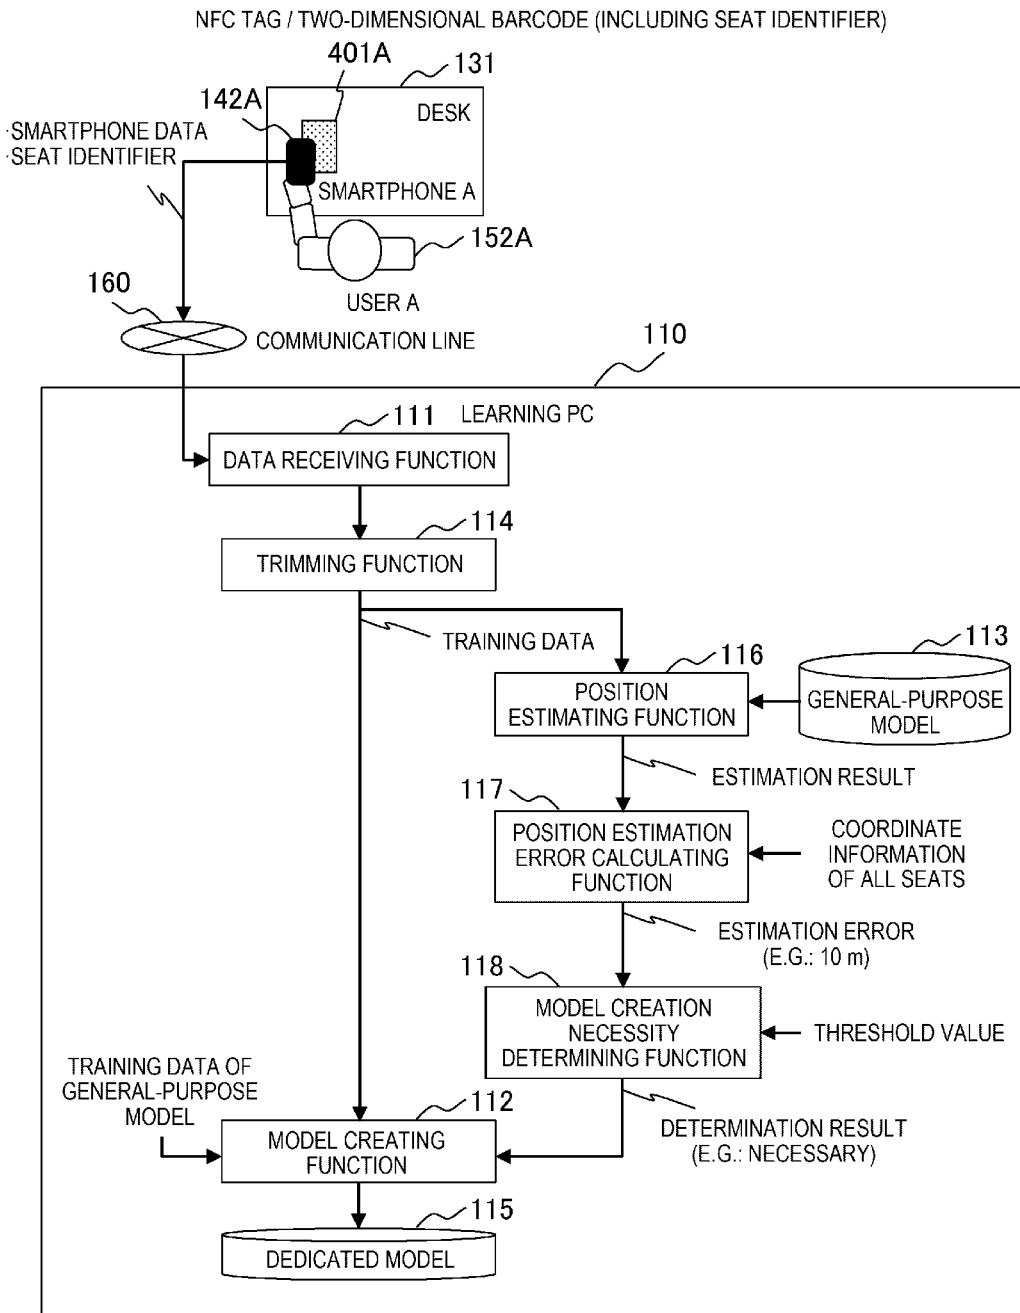 NFC TAG / TWO-DIMENSIONAL BARCODE (INCLUDING SEAT IDENTIFIER)
401A
131
142A
DESK
·SMARTPHONE DATA
·SEAT IDENTIFIER
SMARTPHONE A
152A
USER A
160
COMMUNICATION LINE
110
LEARNING PC
111
DATA RECEIVING FUNCTION
114
TRIMMING FUNCTION
TRAINING DATA
116
113
POSITION
ESTIMATING FUNCTION
GENERAL-PURPOSE
MODEL
ESTIMATION RESULT
117
POSITION ESTIMATION
ERROR CALCULATING
FUNCTION
COORDINATE
INFORMATION
OF ALL SEATS
ESTIMATION ERROR
(E.G.: 10 m)
118
MODEL CREATION
NECESSITY
DETERMINING FUNCTION
THRESHOLD VALUE
TRAINING DATA OF
GENERAL-PURPOSE
MODEL
112
MODEL CREATING
FUNCTION
DETERMINATION RESULT
(E.G.: NECESSARY)
115
DEDICATED MODEL